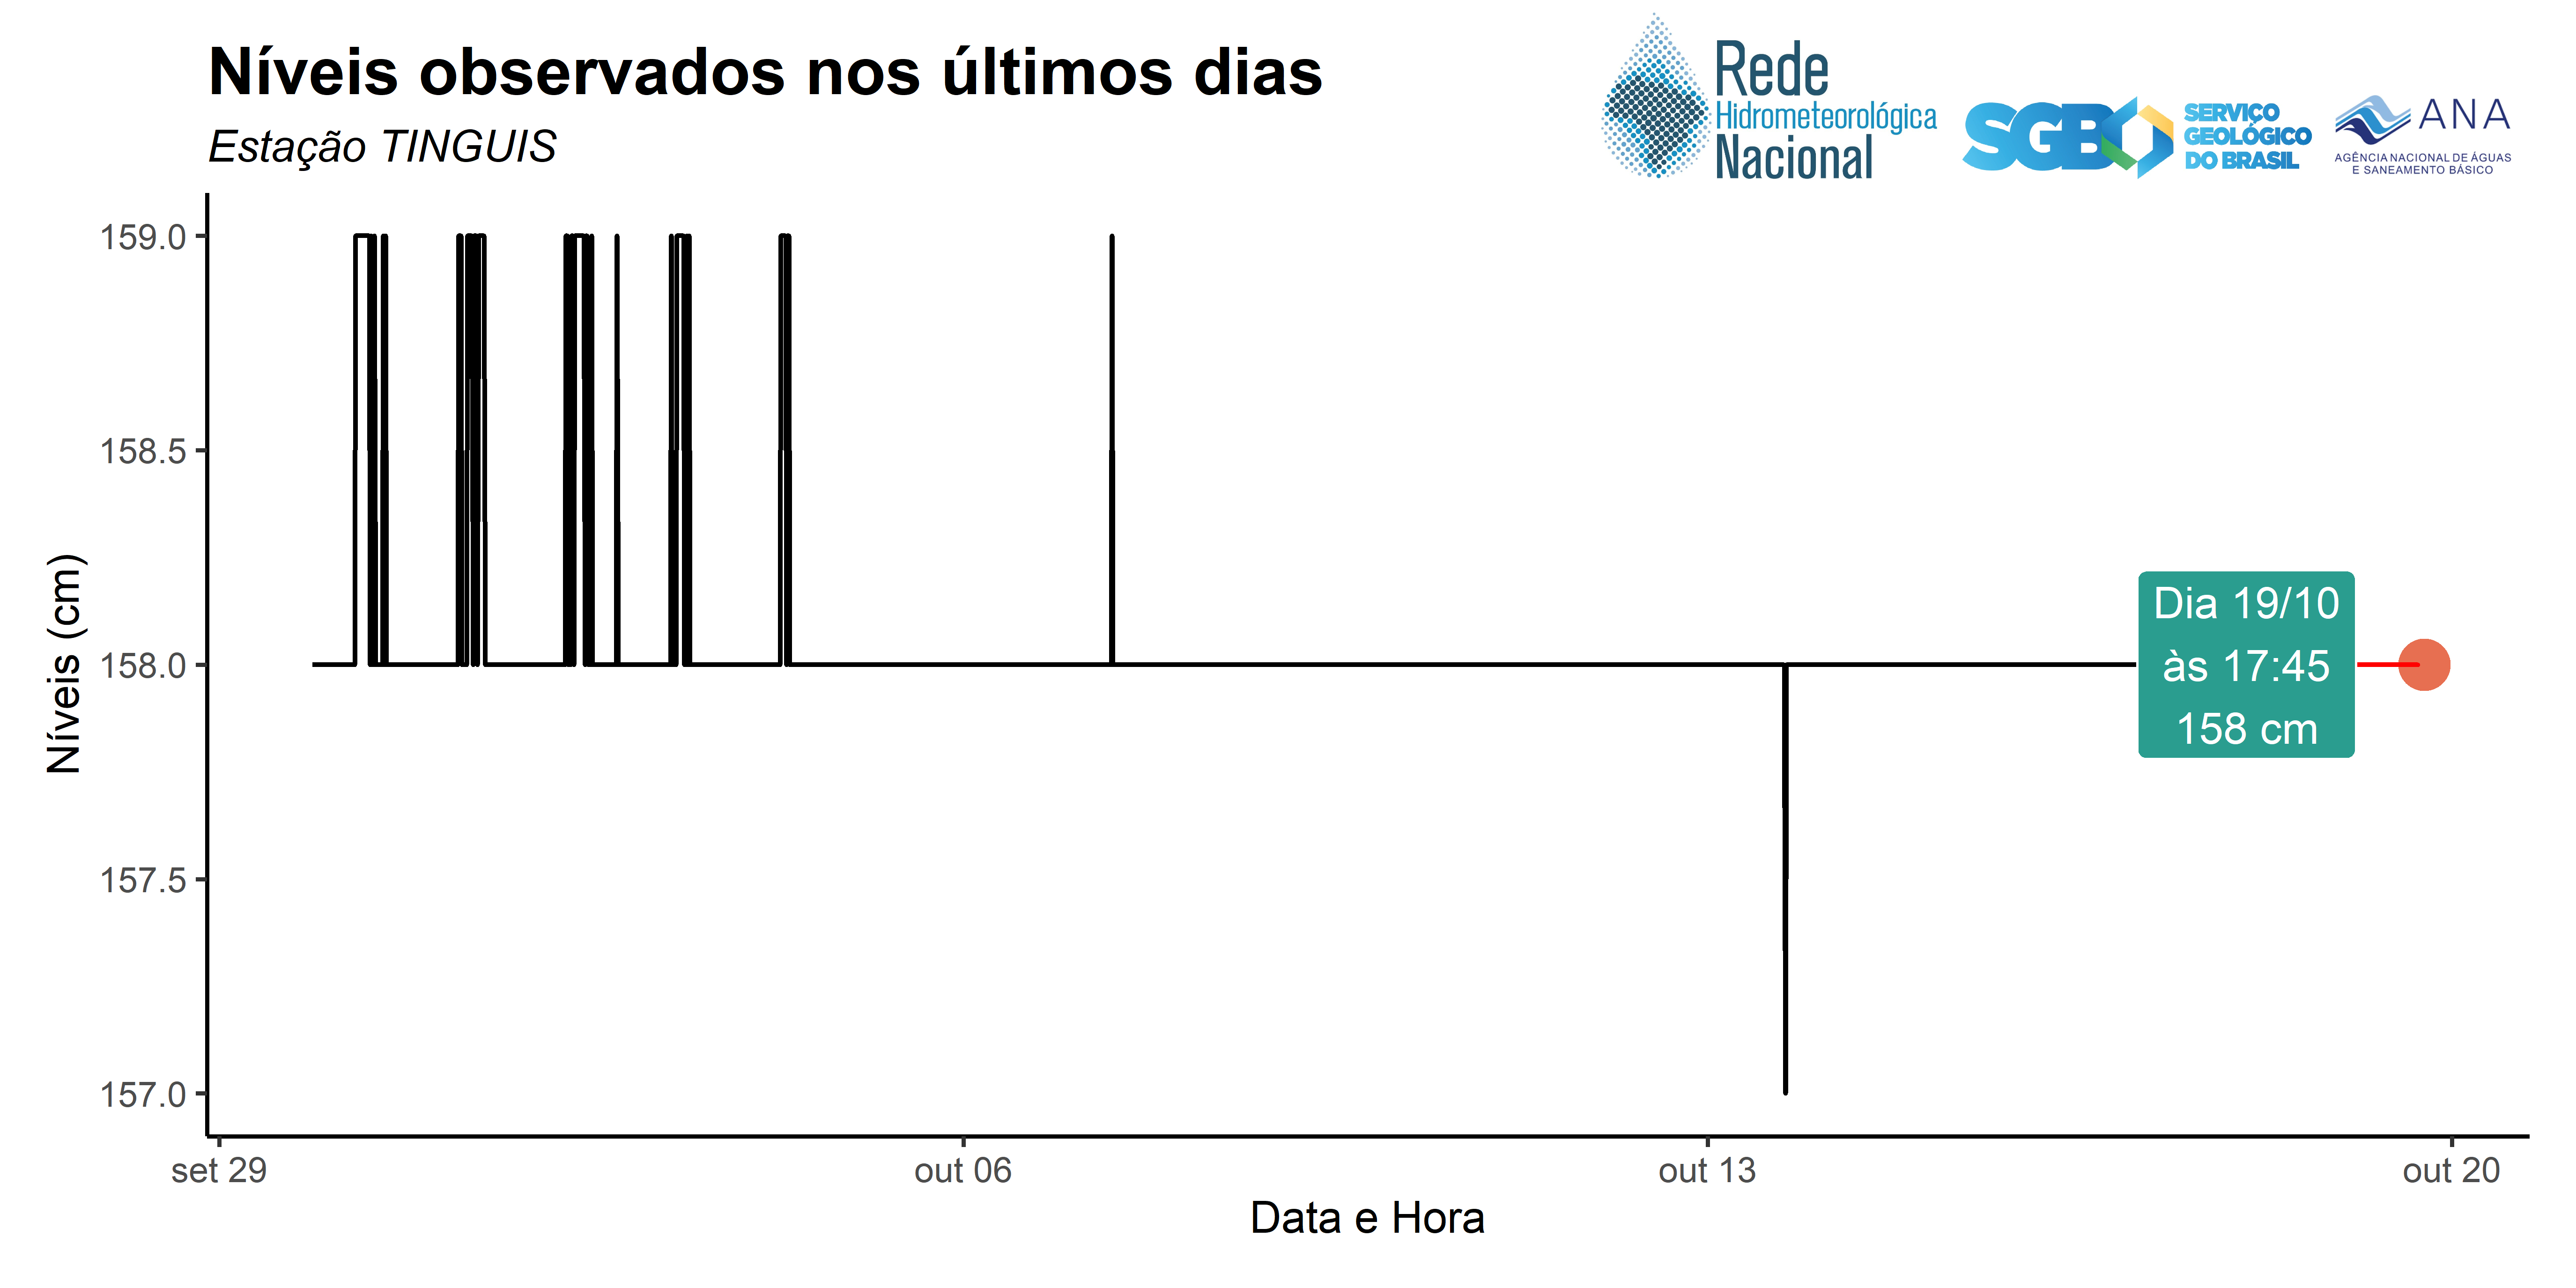 Níveis observados nos últimos dias
Estação TINGUIS
Rede
Hidrometeorológica
Nacional
SGB
SERVIÇO
GEOLÓGICO
DO BRASIL
ANA
AGÊNCIA NACIONAL DE ÁGUAS
E SANEAMENTO BÁSICO
Níveis (cm)
159.0
158.5
158.0
157.5
157.0
Dia 19/10
às 17:45
158 cm
set 29
out 06
out 13
out 20
Data e Hora